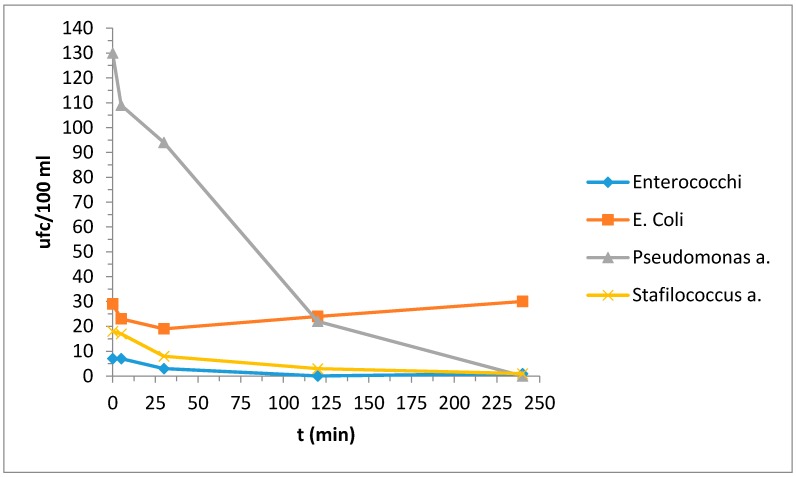 140
130
120
110
100
90
80
70
60
50
40
30
20
10
0
ufc/100 ml
0 25 50 75 100 125 150 175 200 225 250
t (min)
Enterococchi
E. Coli
Pseudomonas a.
Stafilococcus a.